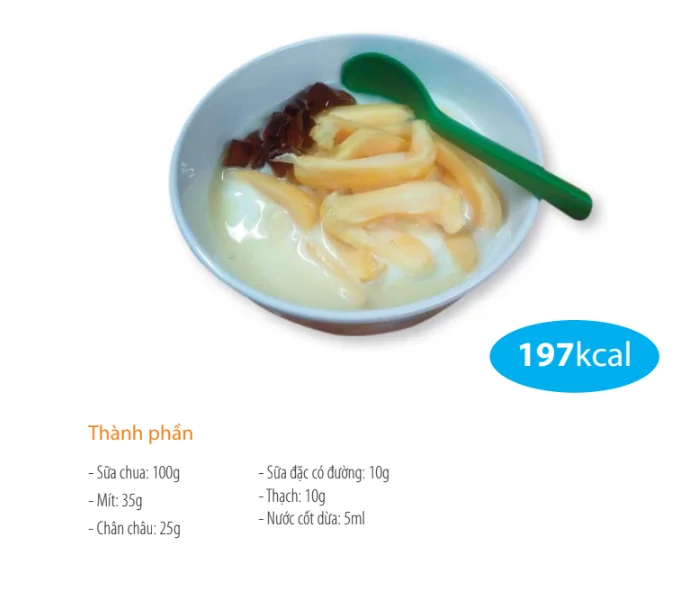 197kcal
Thành phần
- Sữa chua: 100g
- Mít: 35g
- Chân châu: 25g
- Sữa đặc có đường: 10g
- Thạch: 10g
- Nước cốt dừa: 5ml